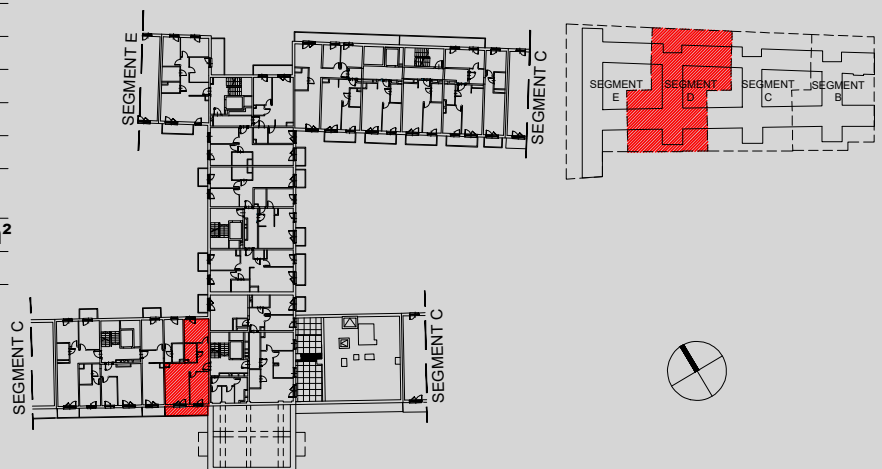 SEGMENT E
SEGMENT C
SEGMENT
E
SEGMENT
D
SEGMENT
C
SEGMENT
B
2
SEGMENT C
SEGMENT C